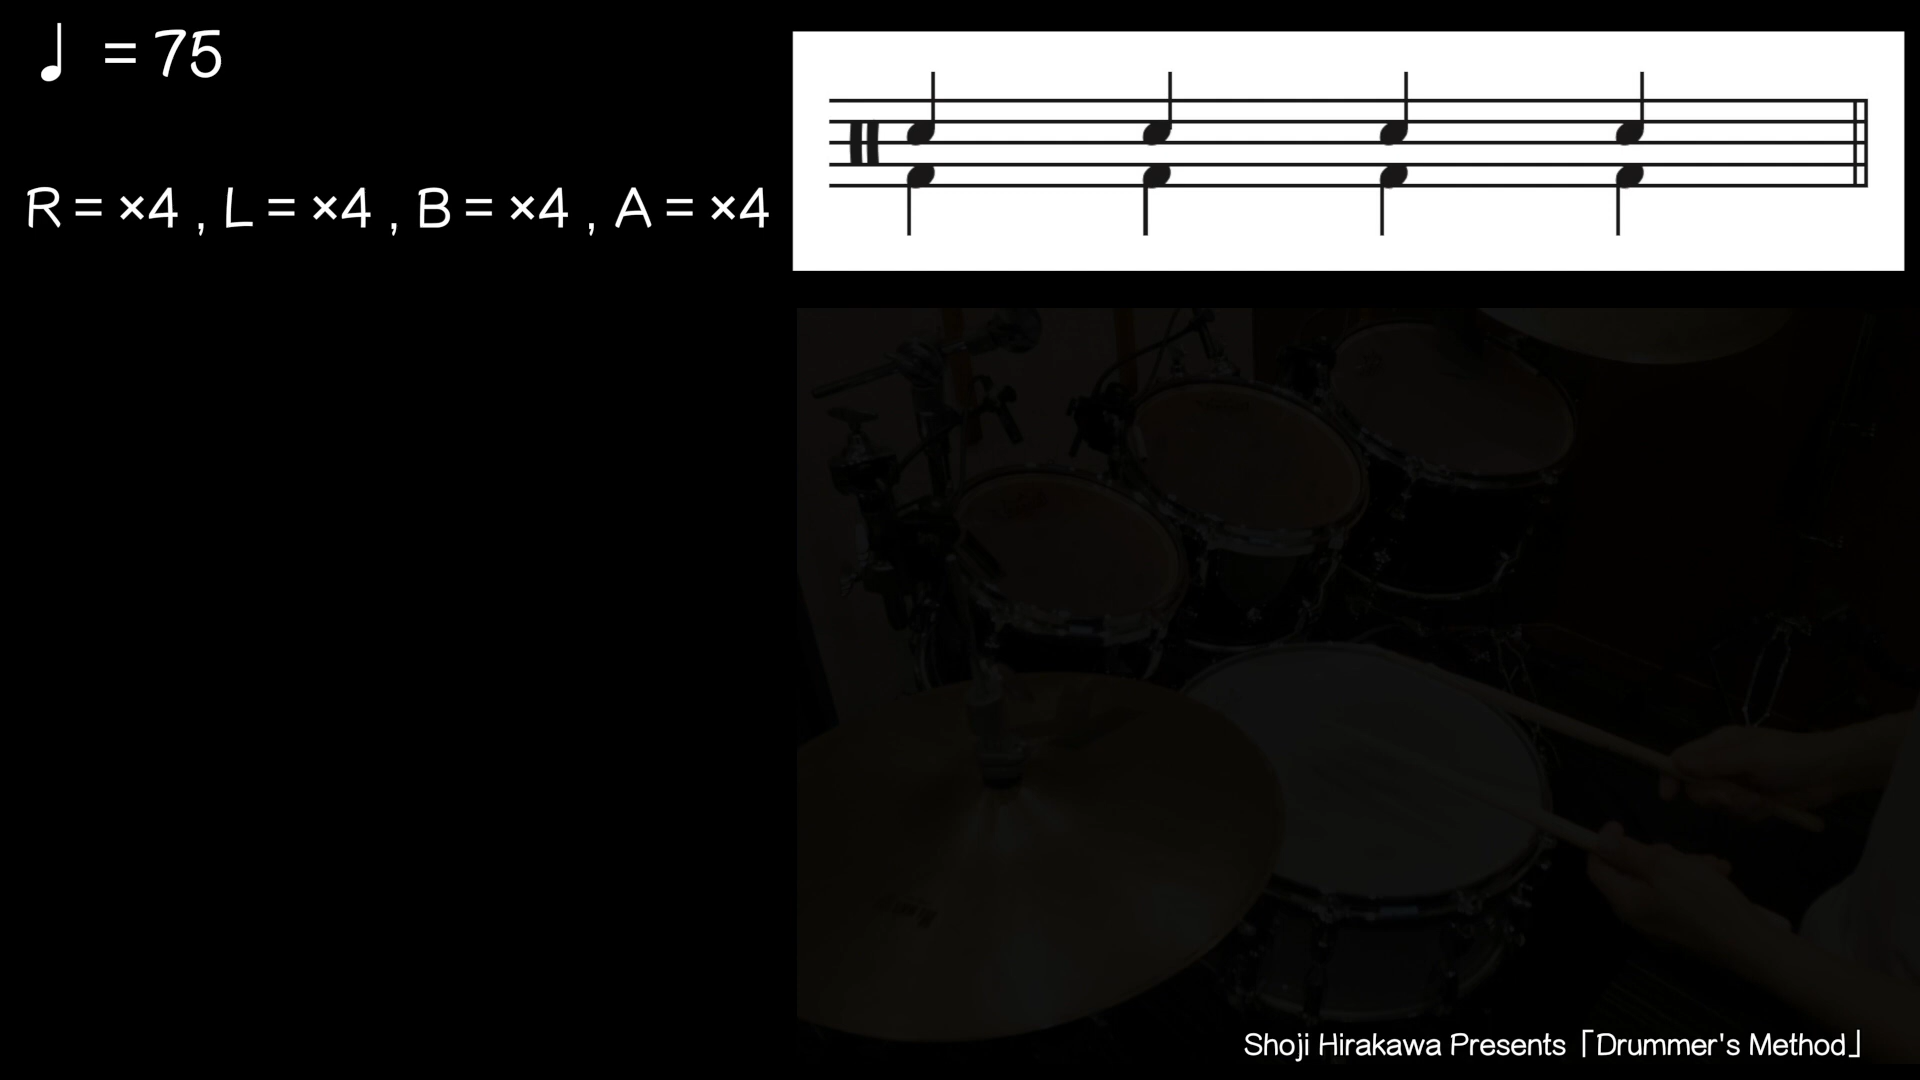 ♩ = 75
R = ×4 , L = ×4 , B = ×4 , A = ×4
Shoji Hirakawa Presents「Drummer's Method」